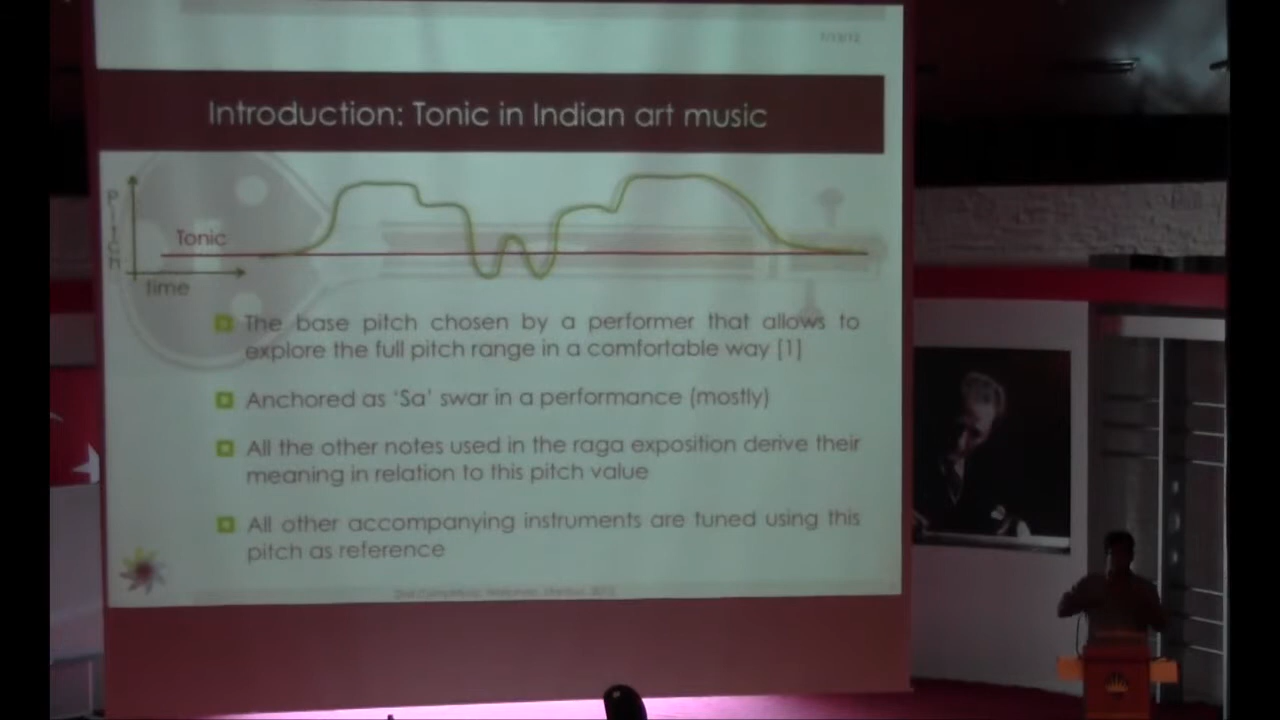 7/13/12
Introduction: Tonic in Indian art music
Pitch
Tonic
time
The base pitch chosen by a performer that allows to
explore the full pitch range in a comfortable way [1]
Anchored as ‘Sa’ swar in a performance (mostly)
All the other notes used in the raga exposition derive their
meaning in relation to this pitch value
All other accompanying instruments are tuned using this
pitch as reference